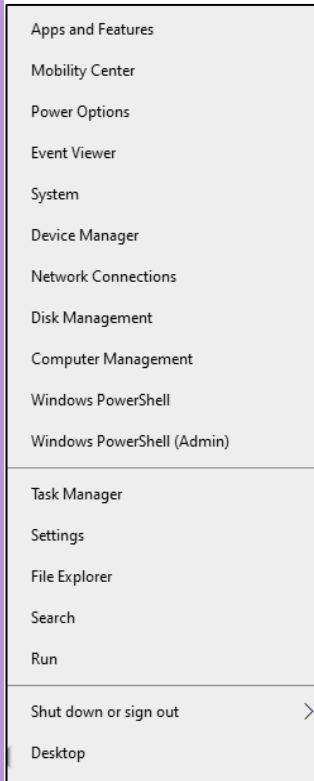 Apps and Features
Mobility Center
Power Options
Event Viewer
System
Device Manager
Network Connections
Disk Management
Computer Management
Windows PowerShell
Windows PowerShell (Admin)
Task Manager
Settings
File Explorer
Search
Run
Shut down or sign out
Desktop